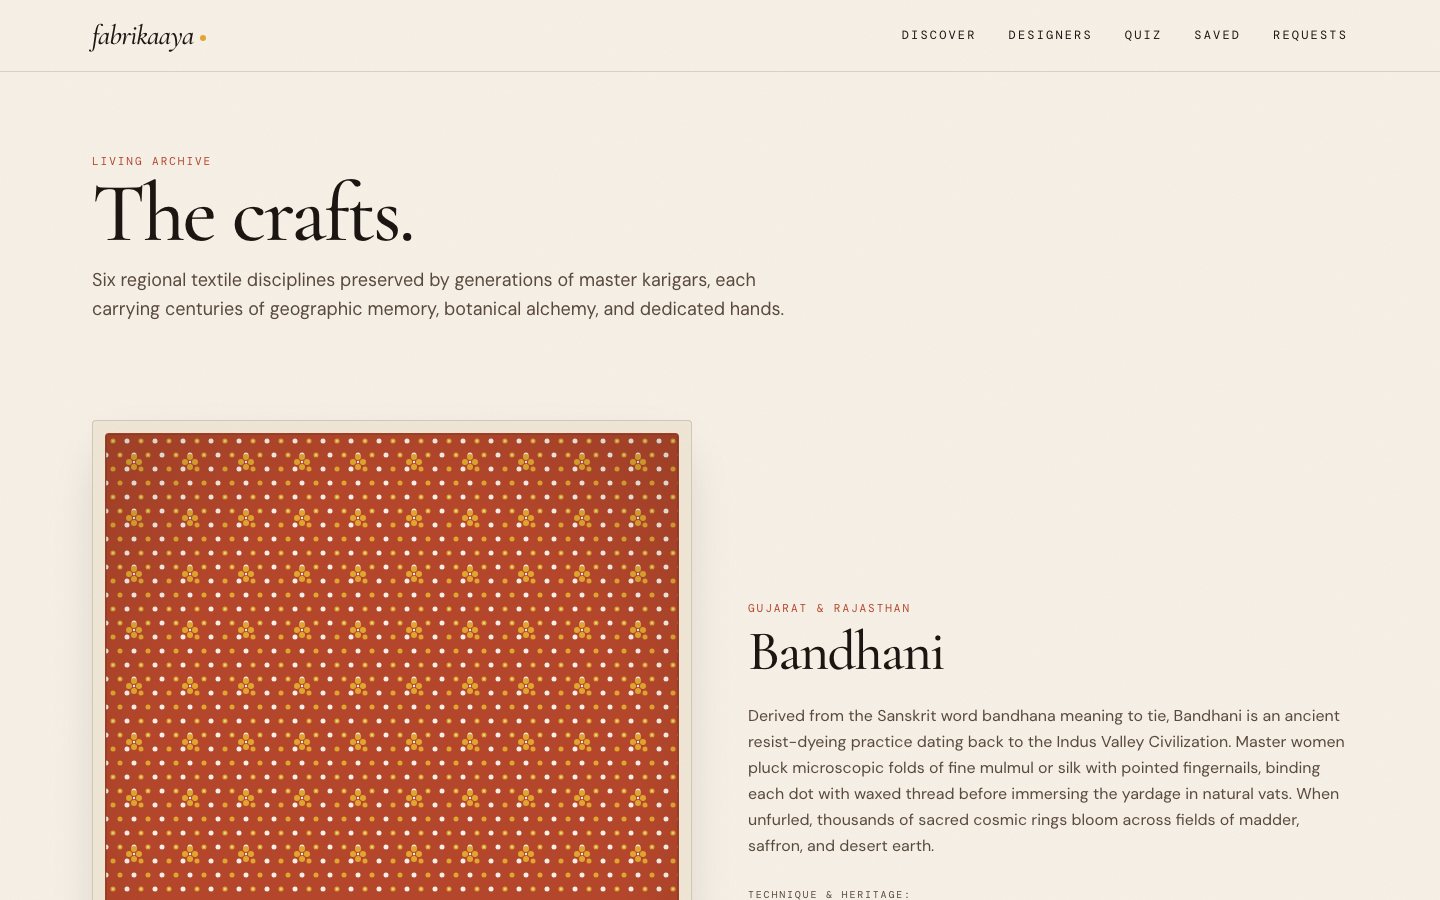 fabrikaaya
DISCOVER DESIGNERS QUIZ SAVED REQUESTS
LIVING ARCHIVE
The crafts.
Six regional textile disciplines preserved by generations of master karigars, each
carrying centuries of geographic memory, botanical alchemy, and dedicated hands.
GUJARAT & RAJASTHAN
Bandhani
Derived from the Sanskrit word bandhana meaning to tie, Bandhani is an ancient
resist-dyeing practice dating back to the Indus Valley Civilization. Master women
pluck microscopic folds of fine mulmul or silk with pointed fingernails, binding
each dot with waxed thread before immersing the yardage in natural vats. When
unfurled, thousands of sacred cosmic rings bloom across fields of madder,
saffron, and desert earth.
TECHNIQUE & HERITAGE: